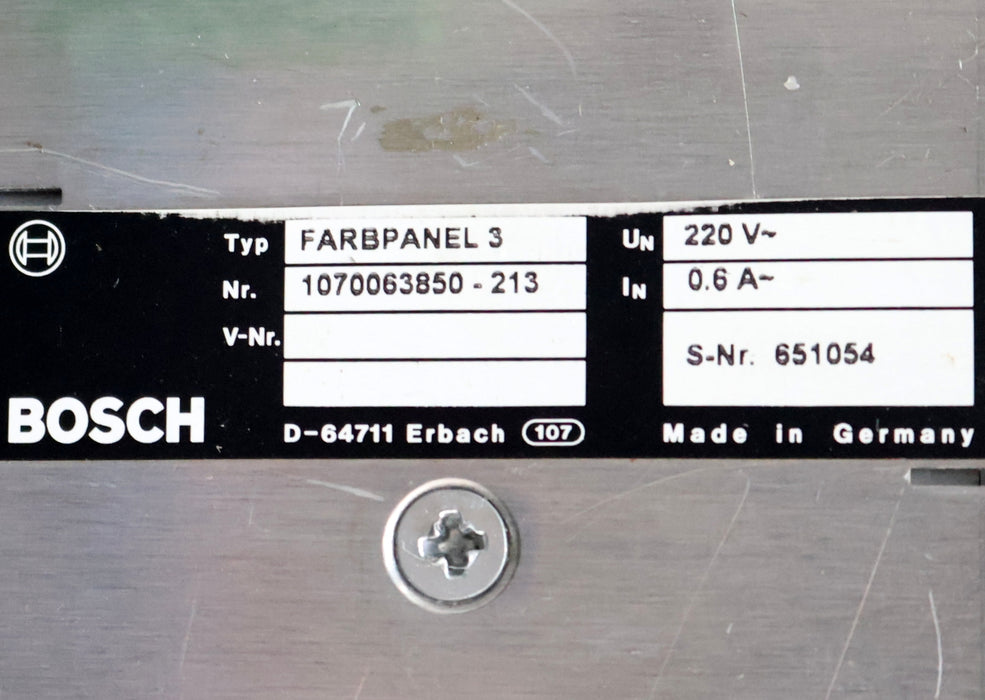 Typ FARBPANEL 3
Nr. 1070063850 - 213
V-Nr.
BOSCH
D-64711 Erbach 107
UN 220 V~
IN 0.6 A~
S-Nr. 651054
Made in Germany